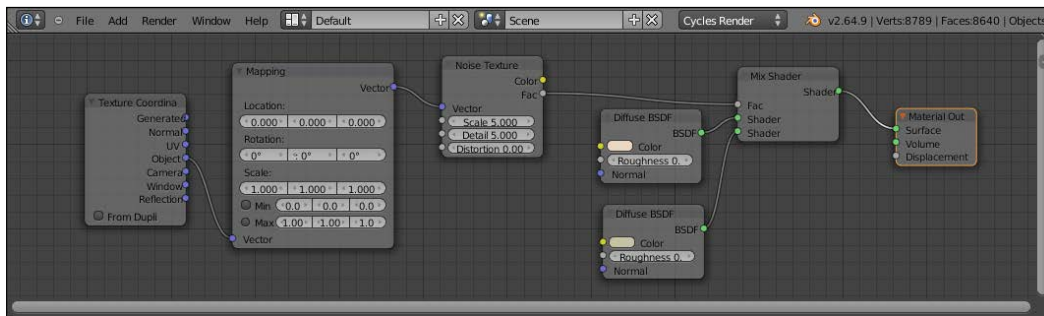 File Add Render Window Help Default Scene Cycles Render v2.64.9 | Verts:8789 | Faces:8640 | Objects
Texture Coordina
Generated
Normal
UV
Object
Camera
Window
Reflection
From Dupli
Mapping
Vector
Location:
0.000 0.000 0.000
Rotation:
0° 0° 0°
Scale:
1.000 1.000 1.000
Min 0.0 0.0 0.0
Max 1.00 1.00 1.0
Vector
Noise Texture
Color
Fac
Vector
Scale 5.000
Detail 5.000
Distortion 0.00
Diffuse BSDF
BSDF
Color
Roughness 0.
Normal
Diffuse BSDF
BSDF
Color
Roughness 0.
Normal
Mix Shader
Shader
Fac
Shader
Shader
Material Out
Surface
Volume
Displacement